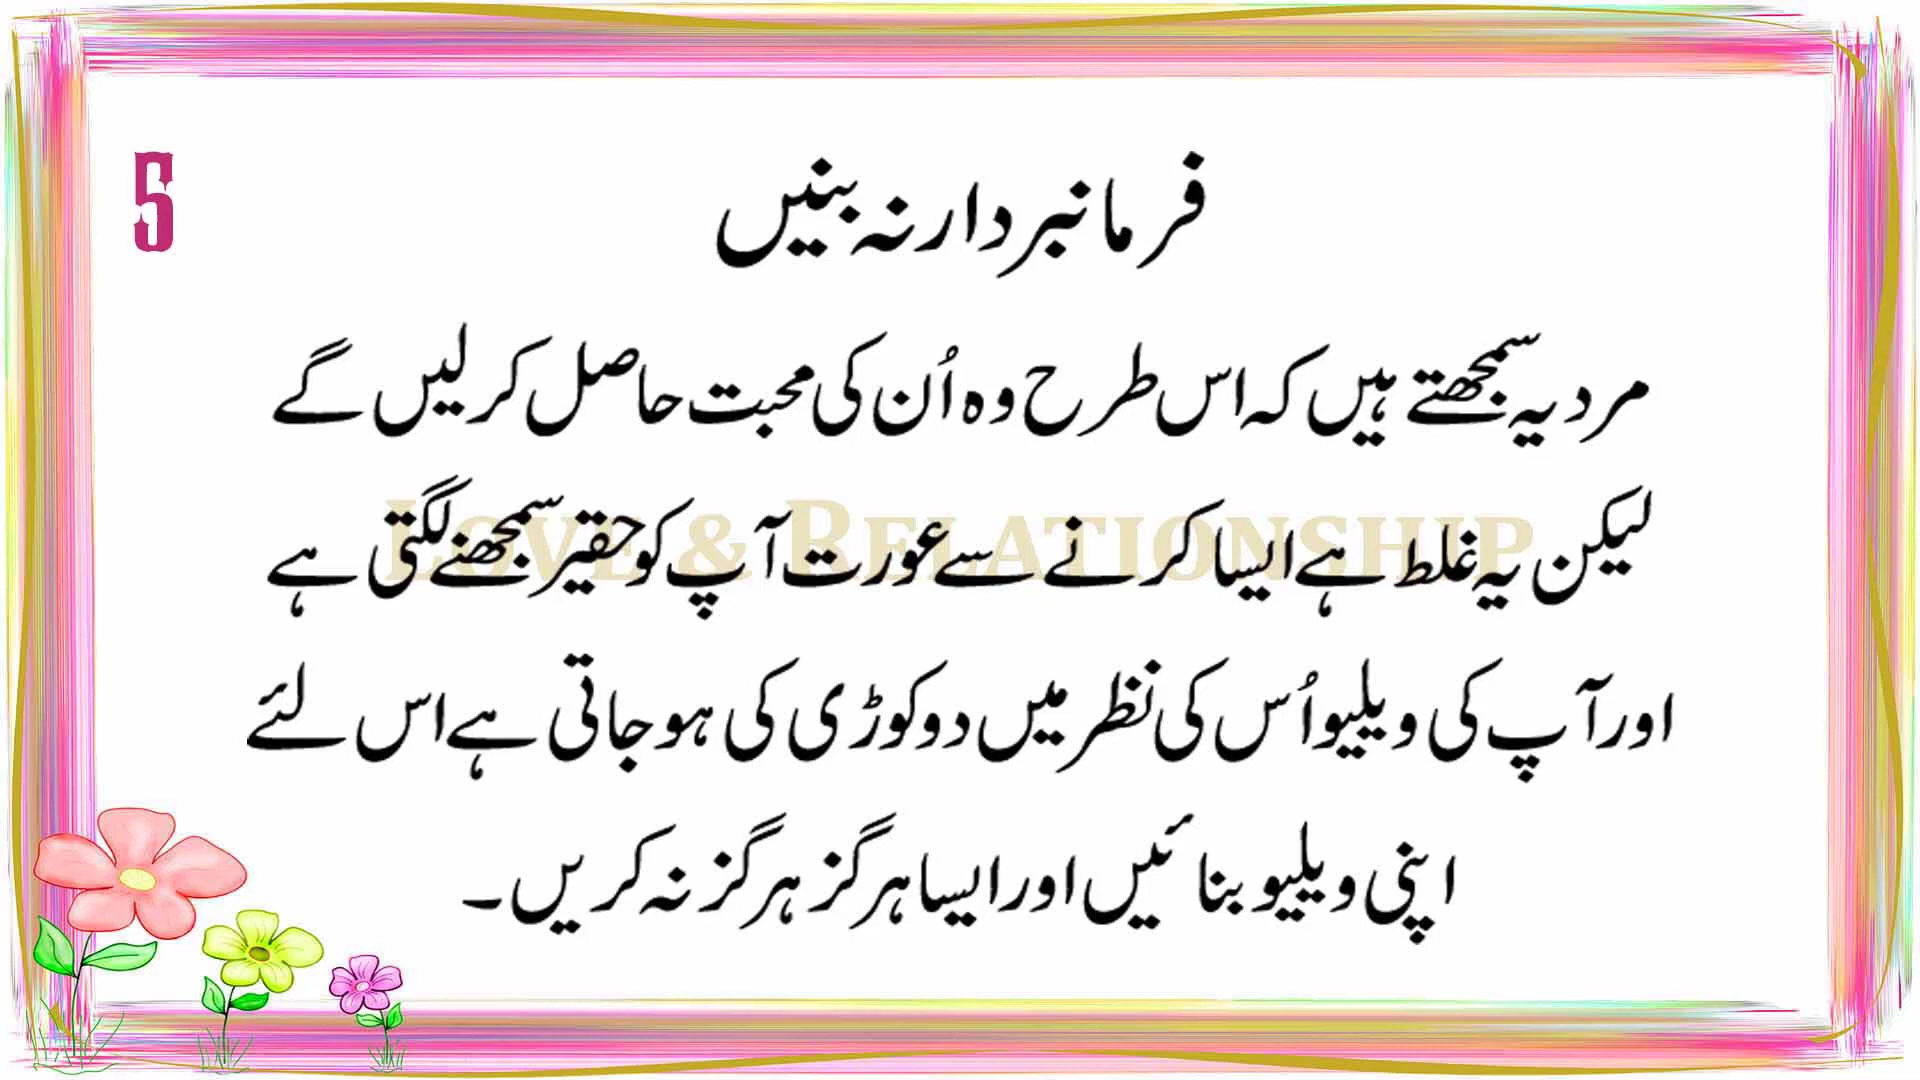 5
فرمانبردار نہ بنیں
مرد یہ سمجھتے ہیں کہ اس طرح وہ اُن کی محبت حاصل کر لیں گے
LOVE & RELATIONSHIP
لیکن یہ غلط ہے ایسا کرنے سے عورت آپ کو حقیر سمجھنے لگتی ہے
اور آپ کی ویلیو اُس کی نظر میں دو کوڑی کی ہو جاتی ہے اس لئے
اپنی ویلیو بنائیں اور ایسا ہرگز ہرگز نہ کریں۔